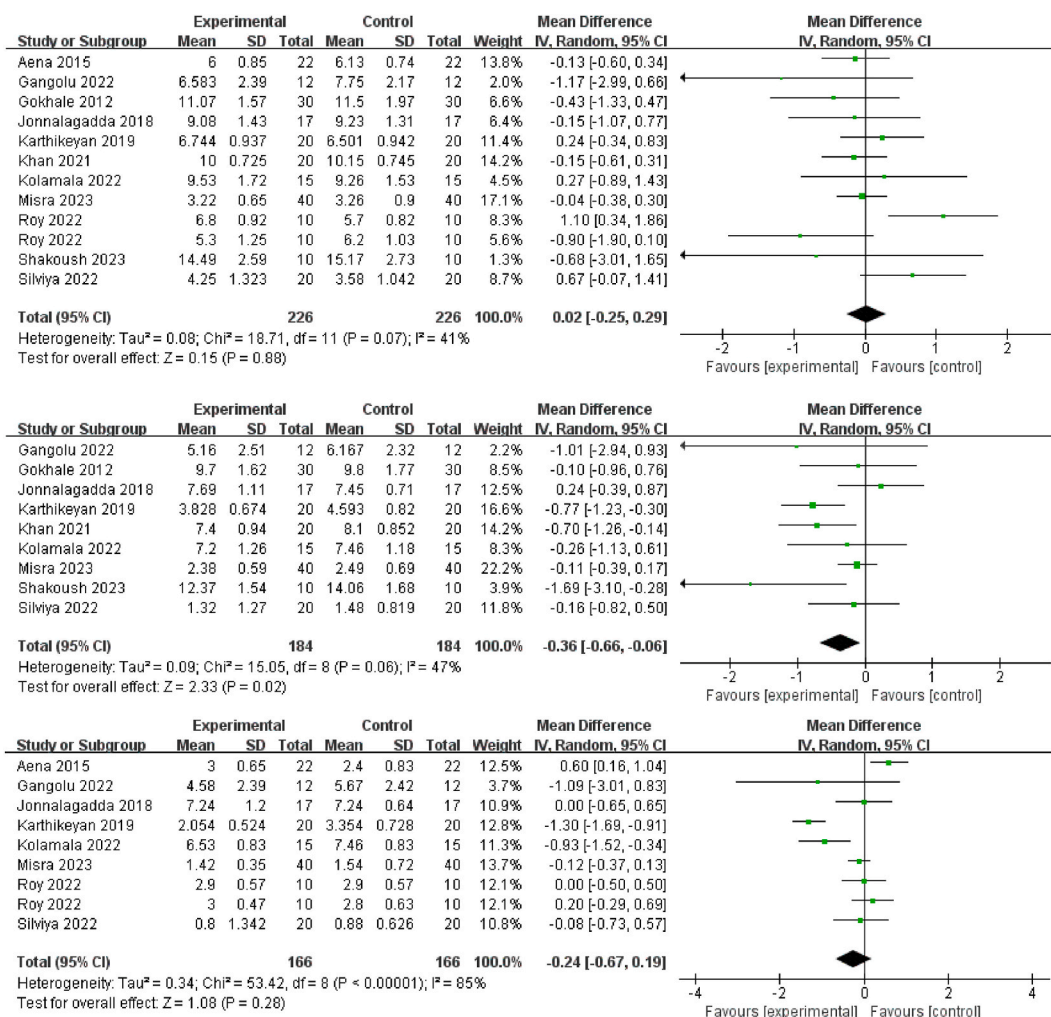 Experimental Control Mean Difference Mean Difference
Study or Subgroup Mean SD Total Mean SD Total Weight IV, Random, 95% CI IV, Random, 95% CI
Aena 2015 6 0.85 22 6.13 0.74 22 13.8% -0.13 [-0.60, 0.34]
Gangolu 2022 6.583 2.39 12 7.75 2.17 12 2.0% -1.17 [-2.99, 0.66]
Gokhale 2012 11.07 1.57 30 11.5 1.97 30 6.6% -0.43 [-1.33, 0.47]
Jonnalagadda 2018 9.08 1.43 17 9.23 1.31 17 6.4% -0.15 [-1.07, 0.77]
Karthikeyan 2019 6.744 0.937 20 6.501 0.942 20 11.4% 0.24 [-0.34, 0.83]
Khan 2021 10 0.725 20 10.15 0.745 20 14.2% -0.15 [-0.61, 0.31]
Kolamala 2022 9.53 1.72 15 9.26 1.53 15 4.5% 0.27 [-0.89, 1.43]
Misra 2023 3.22 0.65 40 3.26 0.9 40 17.1% -0.04 [-0.38, 0.30]
Roy 2022 6.8 0.92 10 5.7 0.82 10 8.3% 1.10 [0.34, 1.86]
Roy 2022 5.3 1.25 10 6.2 1.03 10 5.6% -0.90 [-1.90, 0.10]
Shakoush 2023 14.49 2.59 10 15.17 2.73 10 1.3% -0.68 [-3.01, 1.65]
Silviya 2022 4.25 1.323 20 3.58 1.042 20 8.7% 0.67 [-0.07, 1.41]
Total (95% CI) 226 226 100.0% 0.02 [-0.25, 0.29]
Heterogeneity: Tau² = 0.08; Chi² = 18.71, df = 11 (P = 0.07); I² = 41%
Test for overall effect: Z = 0.15 (P = 0.88)
-2 -1 0 1 2
Favours [experimental] Favours [control]
Experimental Control Mean Difference Mean Difference
Study or Subgroup Mean SD Total Mean SD Total Weight IV, Random, 95% CI IV, Random, 95% CI
Gangolu 2022 5.16 2.51 12 6.167 2.32 12 2.2% -1.01 [-2.94, 0.93]
Gokhale 2012 9.7 1.62 30 9.8 1.77 30 8.5% -0.10 [-0.96, 0.76]
Jonnalagadda 2018 7.69 1.11 17 7.45 0.71 17 12.5% 0.24 [-0.39, 0.87]
Karthikeyan 2019 3.828 0.674 20 4.593 0.82 20 16.6% -0.77 [-1.23, -0.30]
Khan 2021 7.4 0.94 20 8.1 0.852 20 14.2% -0.70 [-1.26, -0.14]
Kolamala 2022 7.2 1.26 15 7.46 1.18 15 8.3% -0.26 [-1.13, 0.61]
Misra 2023 2.38 0.59 40 2.49 0.69 40 22.2% -0.11 [-0.39, 0.17]
Shakoush 2023 12.37 1.54 10 14.06 1.68 10 3.9% -1.69 [-3.10, -0.28]
Silviya 2022 1.32 1.27 20 1.48 0.819 20 11.8% -0.16 [-0.82, 0.50]
Total (95% CI) 184 184 100.0% -0.36 [-0.66, -0.06]
Heterogeneity: Tau² = 0.09; Chi² = 15.05, df = 8 (P = 0.06); I² = 47%
Test for overall effect: Z = 2.33 (P = 0.02)
-2 -1 0 1 2
Favours [experimental] Favours [control]
Experimental Control Mean Difference Mean Difference
Study or Subgroup Mean SD Total Mean SD Total Weight IV, Random, 95% CI IV, Random, 95% CI
Aena 2015 3 0.65 22 2.4 0.83 22 12.5% 0.60 [0.16, 1.04]
Gangolu 2022 4.58 2.39 12 5.67 2.42 12 3.7% -1.09 [-3.01, 0.83]
Jonnalagadda 2018 7.24 1.2 17 7.24 0.64 17 10.9% 0.00 [-0.65, 0.65]
Karthikeyan 2019 2.054 0.524 20 3.354 0.728 20 12.8% -1.30 [-1.69, -0.91]
Kolamala 2022 6.53 0.83 15 7.46 0.83 15 11.3% -0.93 [-1.52, -0.34]
Misra 2023 1.42 0.35 40 1.54 0.72 40 13.7% -0.12 [-0.37, 0.13]
Roy 2022 2.9 0.57 10 2.9 0.57 10 12.1% 0.00 [-0.50, 0.50]
Roy 2022 3 0.47 10 2.8 0.63 10 12.1% 0.20 [-0.29, 0.69]
Silviya 2022 0.8 1.342 20 0.88 0.626 20 10.8% -0.08 [-0.73, 0.57]
Total (95% CI) 166 166 100.0% -0.24 [-0.67, 0.19]
Heterogeneity: Tau² = 0.34; Chi² = 53.42, df = 8 (P < 0.00001); I² = 85%
Test for overall effect: Z = 1.08 (P = 0.28)
-4 -2 0 2 4
Favours [experimental] Favours [control]